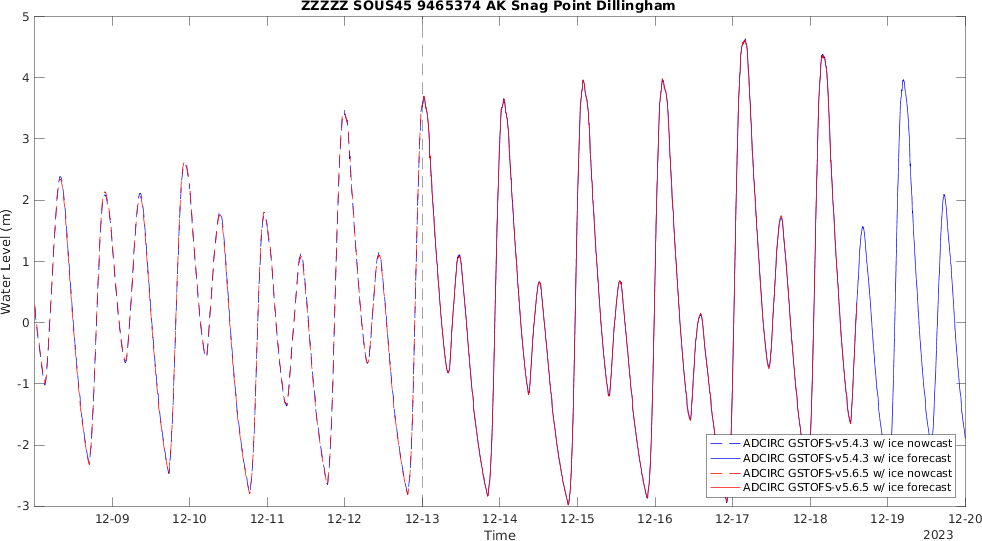 ZZZZZ SOUS45 9465374 AK Snag Point Dillingham
5
4
3
2
1
0
-1
-2
-3
Water Level (m)
ADCIRC GSTOFS-v5.4.3 w/ ice nowcast
ADCIRC GSTOFS-v5.4.3 w/ ice forecast
ADCIRC GSTOFS-v5.6.5 w/ ice nowcast
ADCIRC GSTOFS-v5.6.5 w/ ice forecast
12-09 12-10 12-11 12-12 12-13 12-14 12-15 12-16 12-17 12-18 12-19 12-20
Time 2023